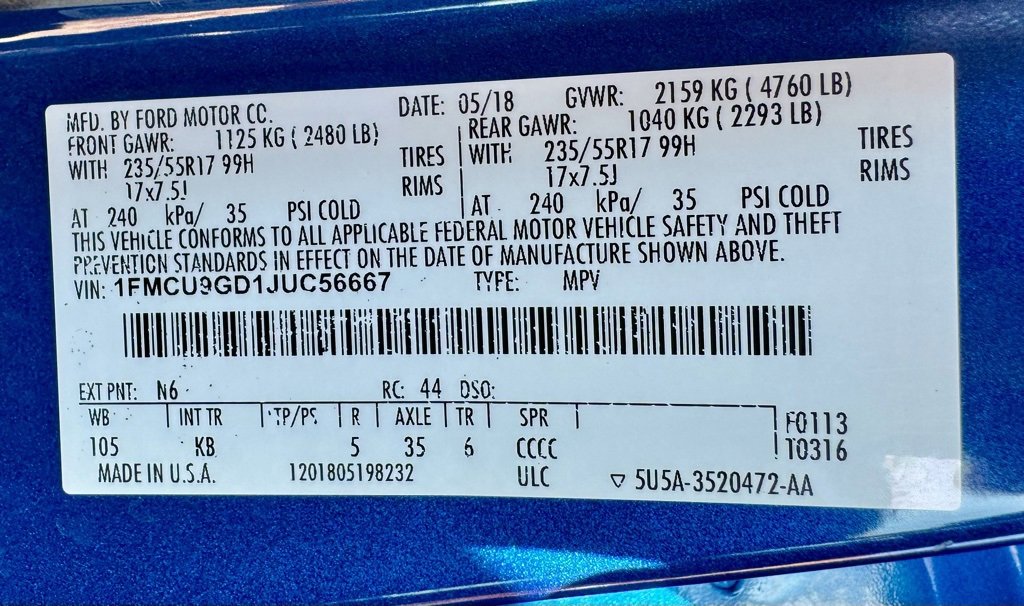 MFD. BY FORD MOTOR CO. DATE: 05/18 GVWR: 2159 KG ( 4760 LB)
FRONT GAWR: 1125 KG ( 2480 LB) REAR GAWR: 1040 KG ( 2293 LB)
WITH 235/55R17 99H TIRES WITH 235/55R17 99H TIRES
17x7.5J RIMS 17x7.5J RIMS
AT 240 kPa/ 35 PSI COLD AT 240 kPa/ 35 PSI COLD
THIS VEHICLE CONFORMS TO ALL APPLICABLE FEDERAL MOTOR VEHICLE SAFETY AND THEFT
PREVENTION STANDARDS IN EFFECT ON THE DATE OF MANUFACTURE SHOWN ABOVE.
VIN: 1FMCU9GD1JUC56667 TYPE: MPV
EXT PNT: N6 RC: 44 DSO:
WB INT TR TP/PS R AXLE TR SPR F0113
105 KB 5 35 6 CCCC T0316
MADE IN U.S.A. 1201805198232 ULC ▽ 5U5A-3520472-AA